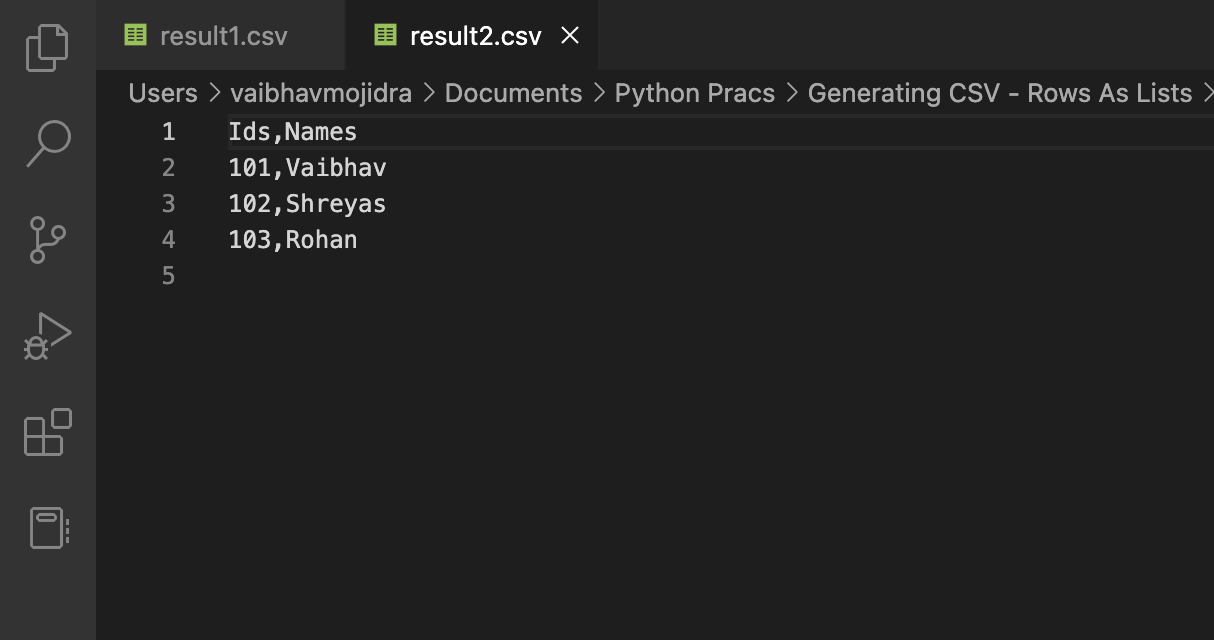 result1.csv result2.csv
Users > vaibhavmojidra > Documents > Python Pracs > Generating CSV - Rows As Lists >
1 Ids,Names
2 101,Vaibhav
3 102,Shreyas
4 103,Rohan
5